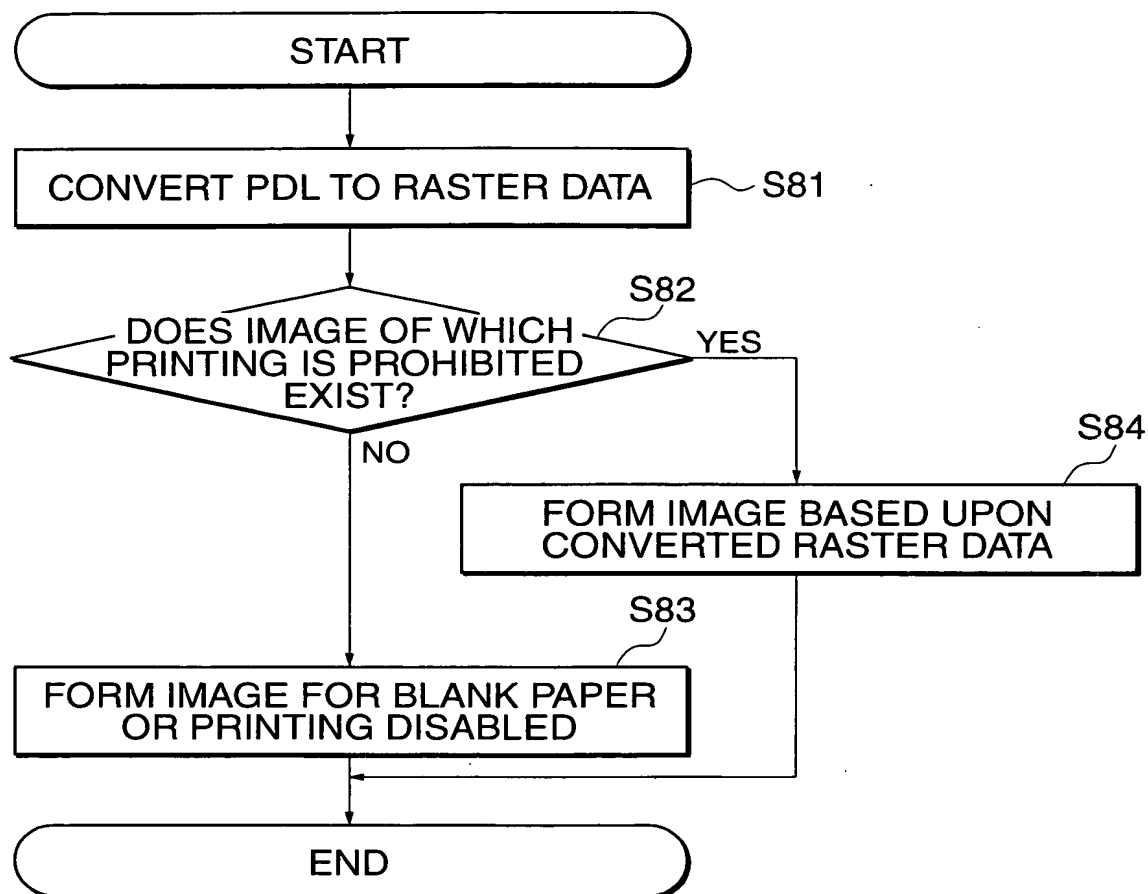 START
CONVERT PDL TO RASTER DATA
S81
S82
DOES IMAGE OF WHICH
PRINTING IS PROHIBITED
EXIST?
YES
NO
S84
FORM IMAGE BASED UPON
CONVERTED RASTER DATA
S83
FORM IMAGE FOR BLANK PAPER
OR PRINTING DISABLED
END